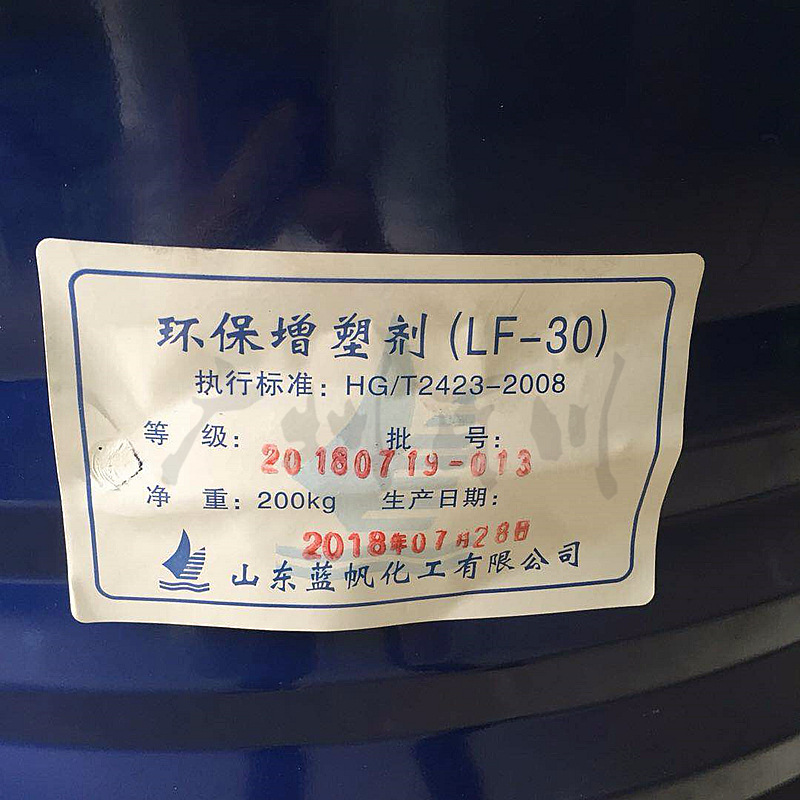 环保增塑剂(LF-30)
执行标准：HG/T2423-2008
等 级： 批 号：
20180719-013
净 重：200kg 生产日期：
2018年07月28日
山东蓝帆化工有限公司